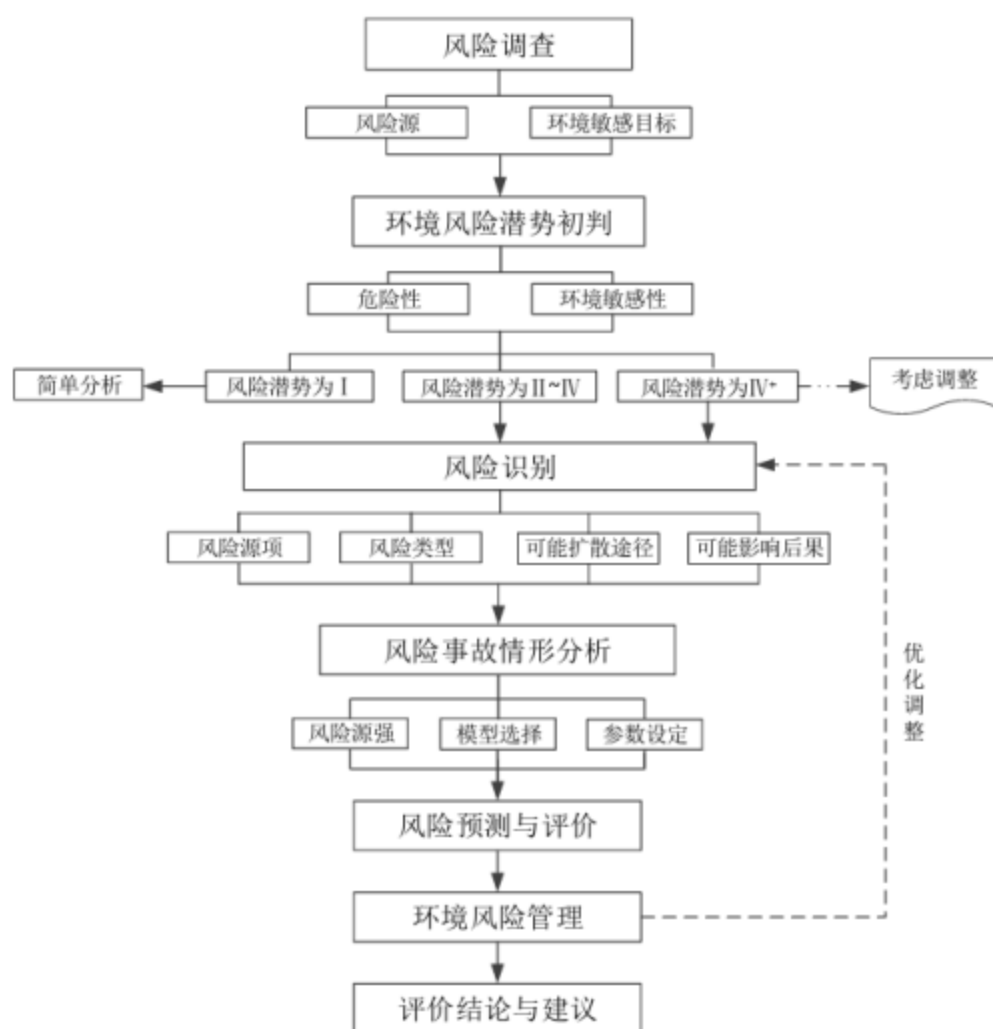 风险调查
风险源
环境敏感目标
环境风险潜势初判
危险性
环境敏感性
简单分析
风险潜势为Ⅰ
风险潜势为Ⅱ~Ⅳ
风险潜势为Ⅳ⁺
考虑调整
风险识别
风险源项
风险类型
可能扩散途径
可能影响后果
风险事故情形分析
优化调整
风险源强
模型选择
参数设定
风险预测与评价
环境风险管理
评价结论与建议